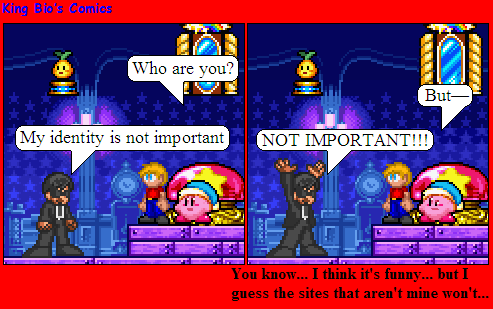 King Bio's Comics
Who are you?
My identity is not important
But—
NOT IMPORTANT!!!
You know... I think it's funny... but I
guess the sites that aren't mine won't...